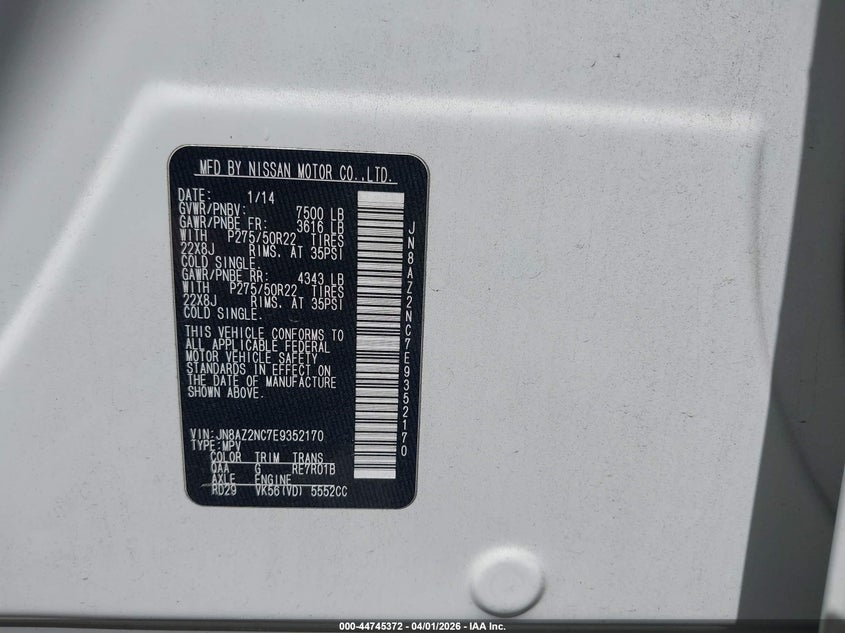 MFD BY NISSAN MOTOR CO.,LTD.
DATE: 1/14
GVWR/PNBV: 7500 LB
GAWR/PNBE FR: 3616 LB
WITH P275/50R22 TIRES
22X8J RIMS. AT 35PSI
COLD SINGLE.
GAWR/PNBE RR: 4343 LB
WITH P275/50R22 TIRES
22X8J RIMS. AT 35PSI
COLD SINGLE.
THIS VEHICLE CONFORMS TO
ALL APPLICABLE FEDERAL
MOTOR VEHICLE SAFETY
STANDARDS IN EFFECT ON
THE DATE OF MANUFACTURE
SHOWN ABOVE.
VIN:JN8AZ2NC7E9352170
TYPE:MPV
COLOR TRIM TRANS
QAA G RE7R01B
AXLE ENGINE
RD29 VK56(VD) 5552CC
JN8AZ2NC7E9352170
000-44745372 - 04/01/2026 - IAA Inc.